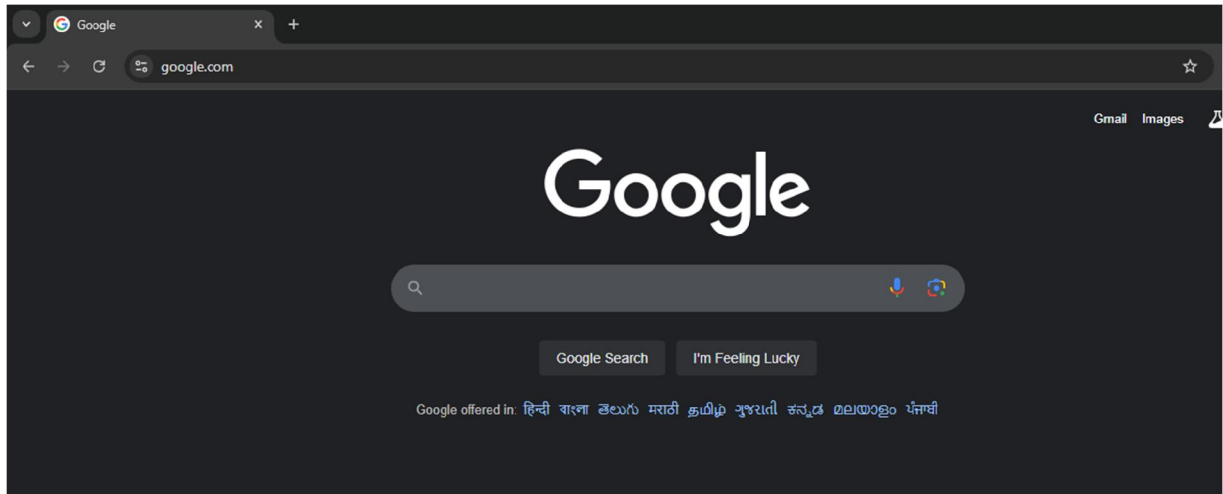 Google
google.com
Gmail Images
Google
Google Search I'm Feeling Lucky
Google offered in: हिन्दी বাংলা తెలుగు मराठी தமிழ் ગુજરાતી ಕನ್ನಡ മലയാളം ਪੰਜਾਬੀ